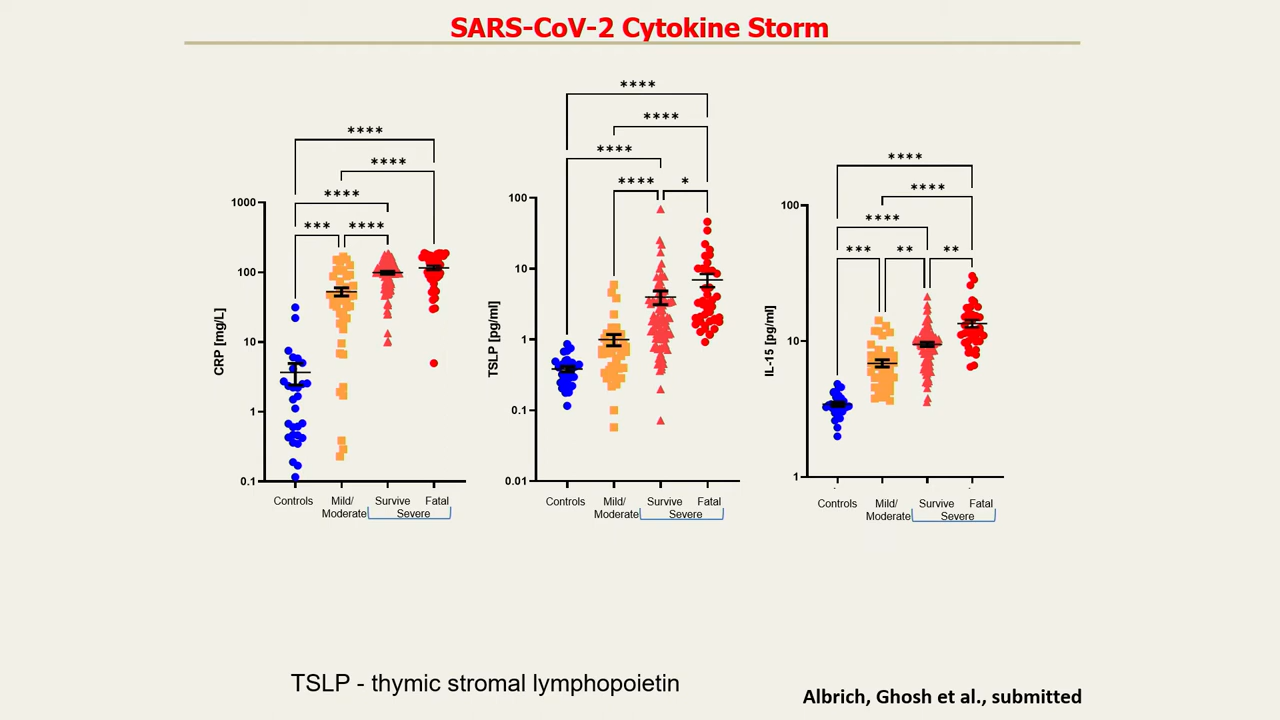 SARS-CoV-2 Cytokine Storm
****
****
****
*** ****
1000
100
10
1
0.1
CRP [mg/L]
Controls Mild/ Survive Fatal
Moderate Severe
****
****
****
**** *
100
10
1
0.1
0.01
TSLP [pg/ml]
Controls Mild/ Survive Fatal
Moderate Severe
****
****
****
*** ** **
100
10
1
IL-15 [pg/ml]
Controls Mild/ Survive Fatal
Moderate Severe
TSLP - thymic stromal lymphopoietin
Albrich, Ghosh et al., submitted